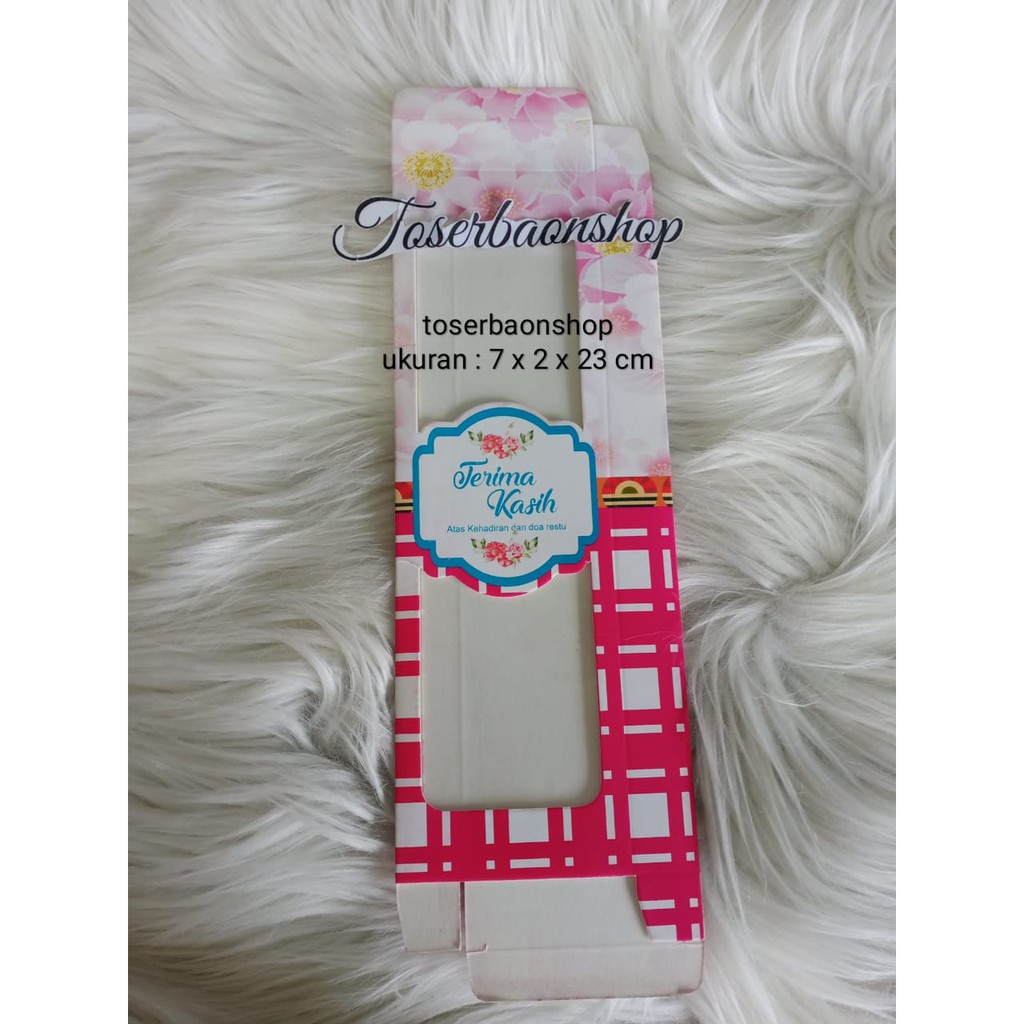 Toserbaonshop
toserbaonshop
ukuran : 7 x 2 x 23 cm
Terima
Kasih
Atas Kehadiran dan doa restu